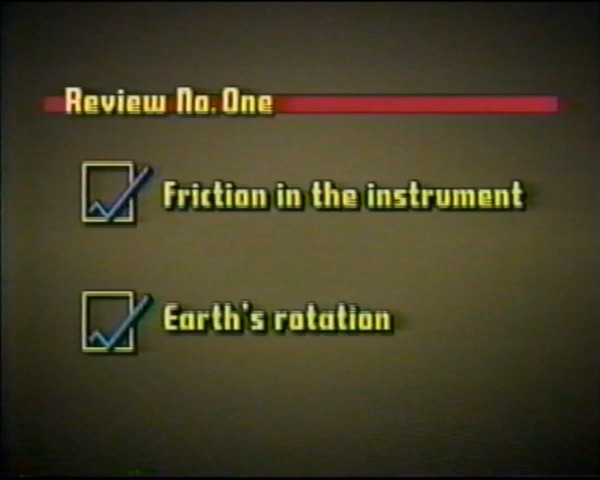 Review No. One
Friction in the instrument
Earth's rotation